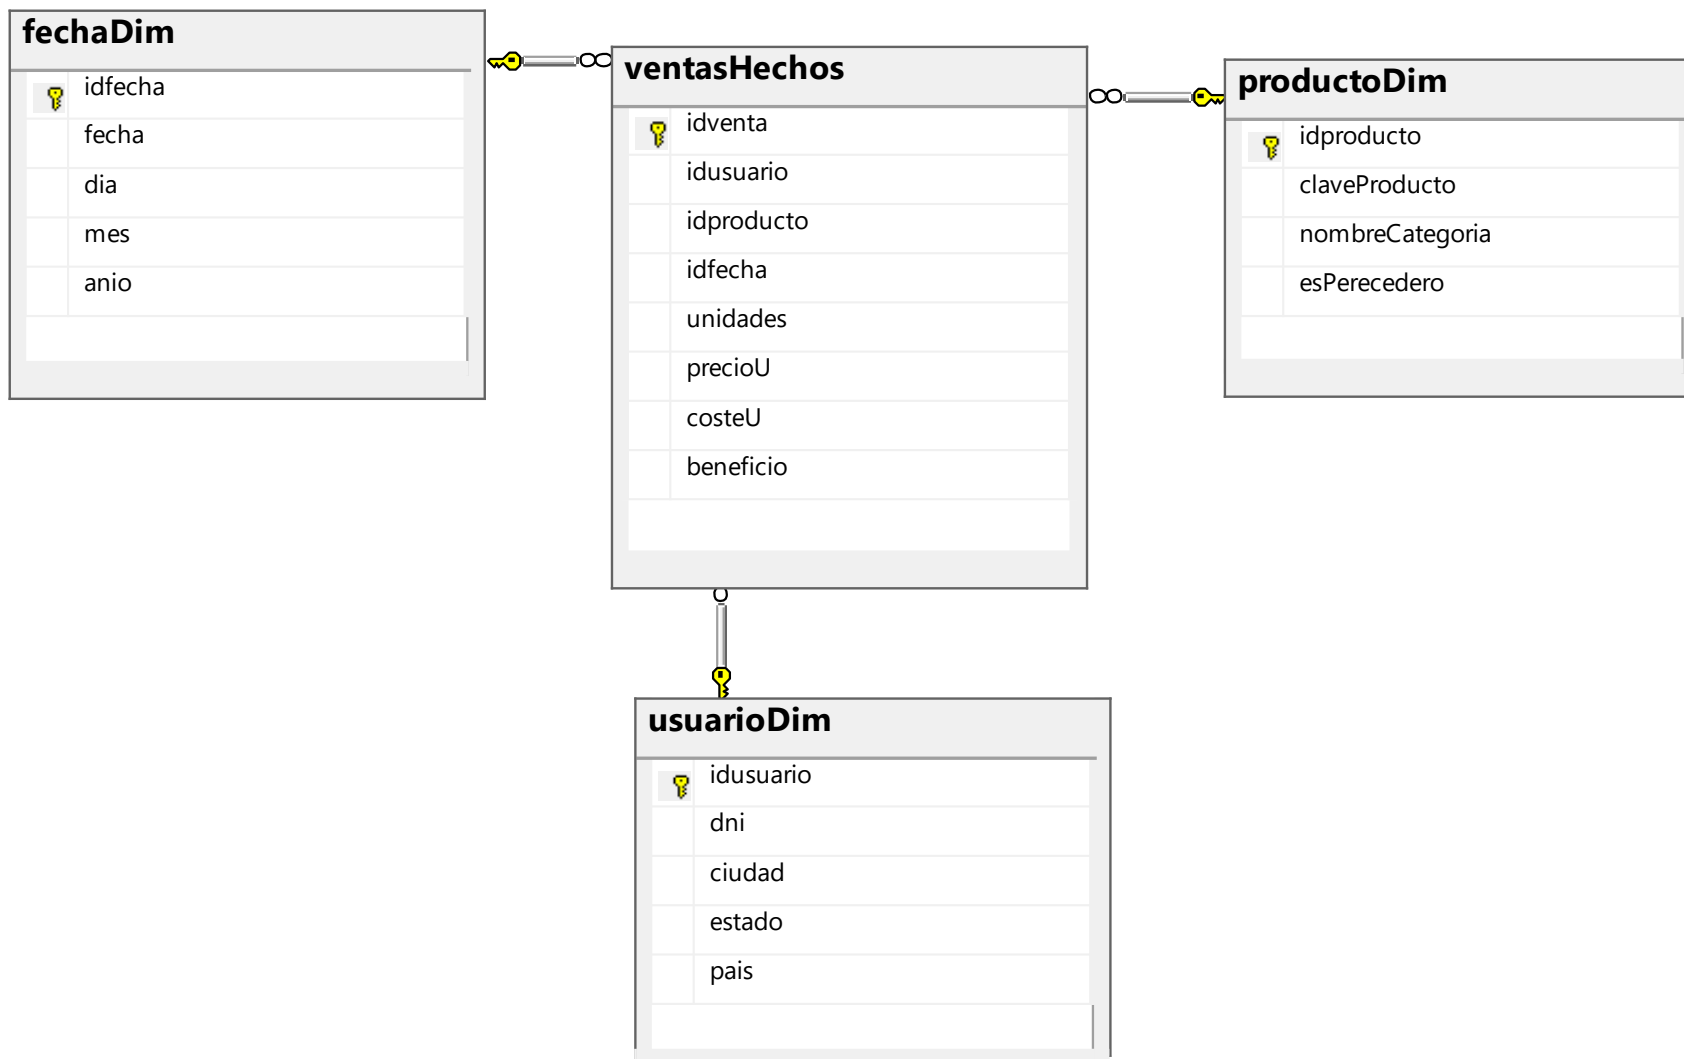 fechaDim
idfecha
fecha
dia
mes
anio
ventasHechos
idventa
idusuario
idproducto
idfecha
unidades
precioU
costeU
beneficio
productoDim
idproducto
claveProducto
nombreCategoria
esPerecedero
usuarioDim
idusuario
dni
ciudad
estado
pais